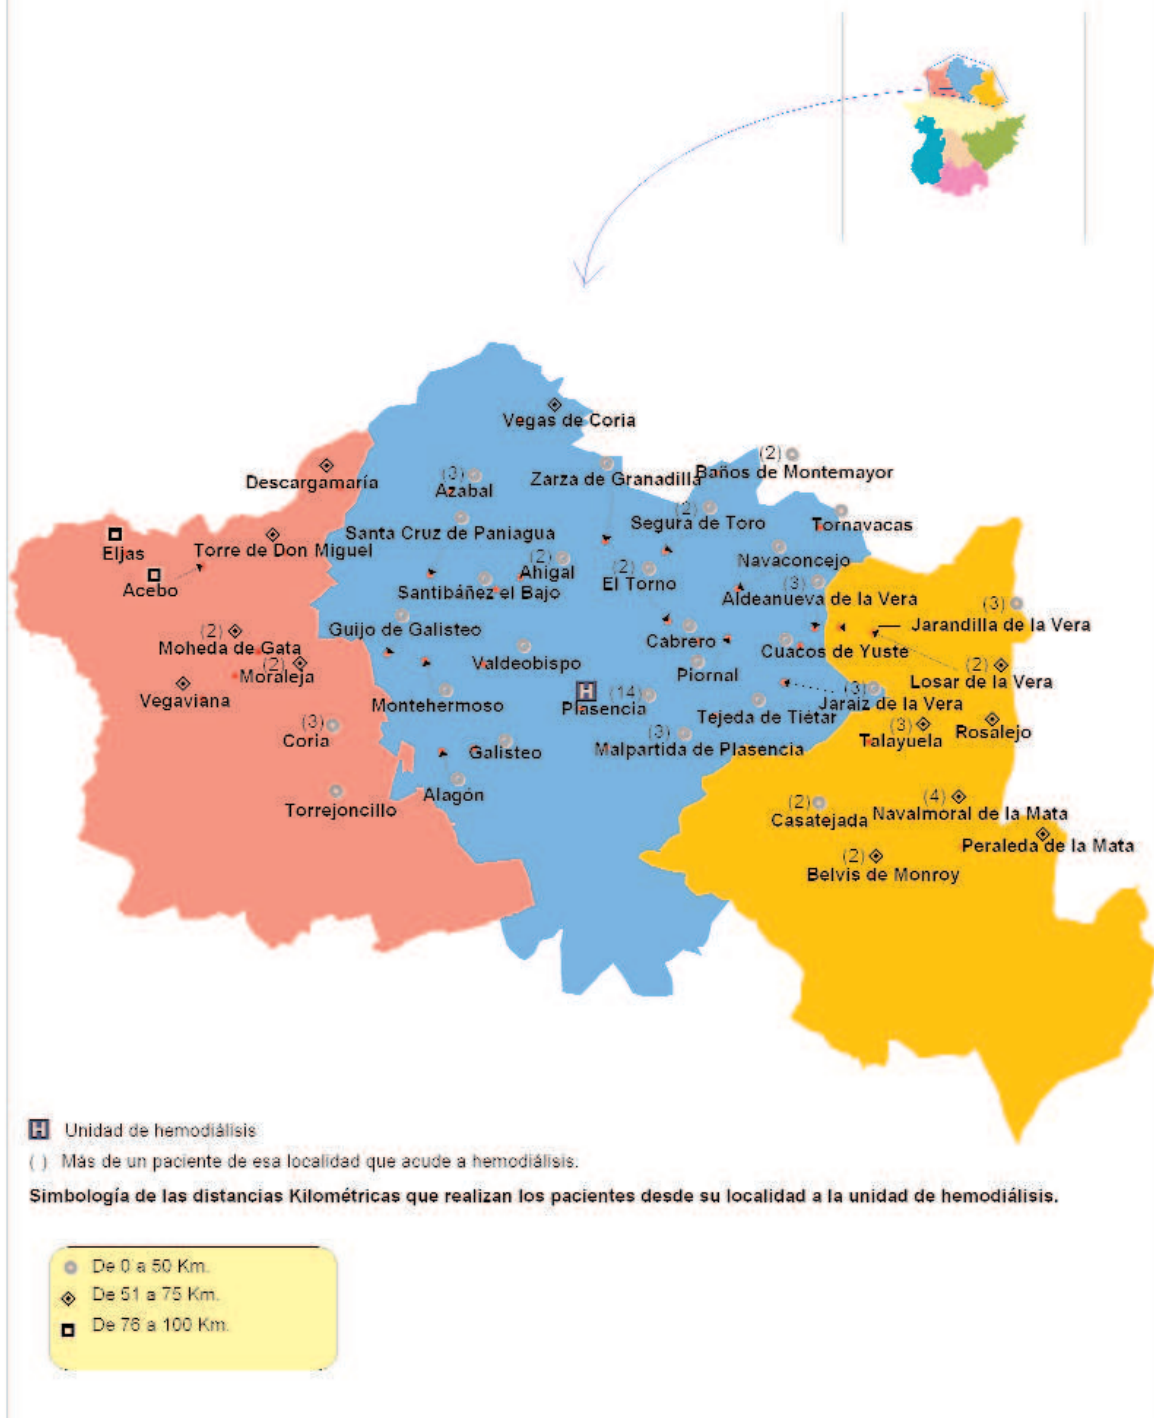 Vegas de Coria
(2)
Baños de Montemayor
Descargamaría
(3)
Azabal
Zarza de Granadilla
Santa Cruz de Paniagua
(2)
Segura de Toro
Tornavacas
Eljas
Torre de Don Miguel
Navaconcejo
(2)
Ahigal
(2)
El Torno
Acebo
Santibáñez el Bajo
(3)
Aldeanueva de la Vera
(3)
Jarandilla de la Vera
Guijo de Galisteo
(2)
Moheda de Gata
Cabrero
Cuacos de Yuste
(2)
Moraleja
Valdeobispo
Piornal
(2)
Losar de la Vera
Vegaviana
Montehermoso
H
(14)
Plasencia
(3)
Jaraiz de la Vera
Tejeda de Tiétar
(3)
Coria
(3)
Talayuela
Rosalejo
Galisteo
(3)
Malpartida de Plasencia
Torrejoncillo
Alagón
(2)
Casatejada
(4)
Navalmoral de la Mata
Peraleda de la Mata
(2)
Belvis de Monroy
H Unidad de hemodiálisis
( ) Más de un paciente de esa localidad que acude a hemodiálisis.
Simbología de las distancias Kilométricas que realizan los pacientes desde su localidad a la unidad de hemodiálisis.
De 0 a 50 Km.
De 51 a 75 Km.
De 76 a 100 Km.